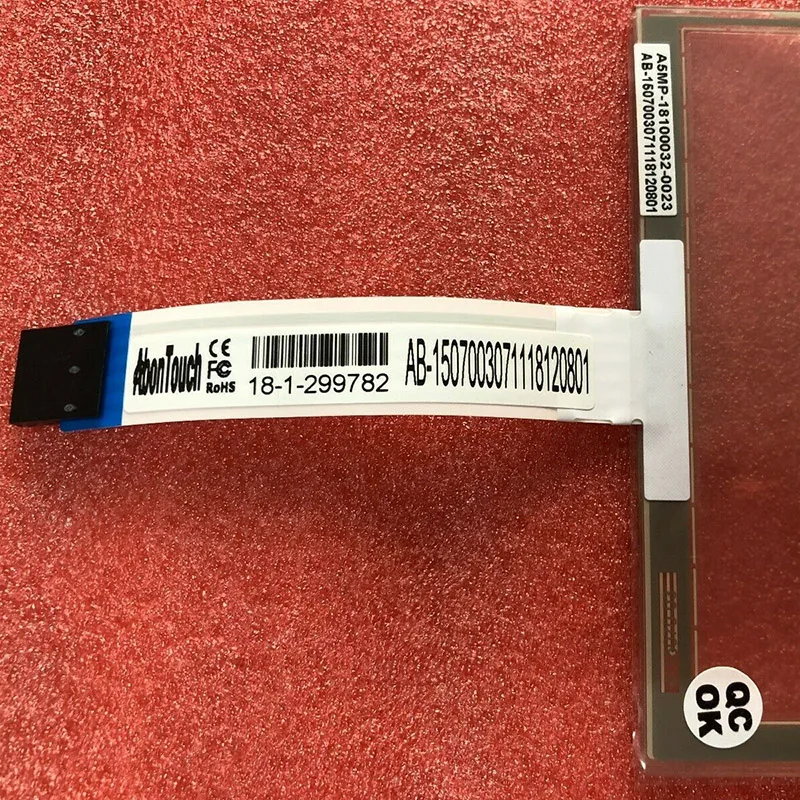 A5MP-18100032-0023
AB-1507003071118120801
AbonTouch
CE
FC
RoHS
18-1-299782
AB-1507003071118120801
QC
OK